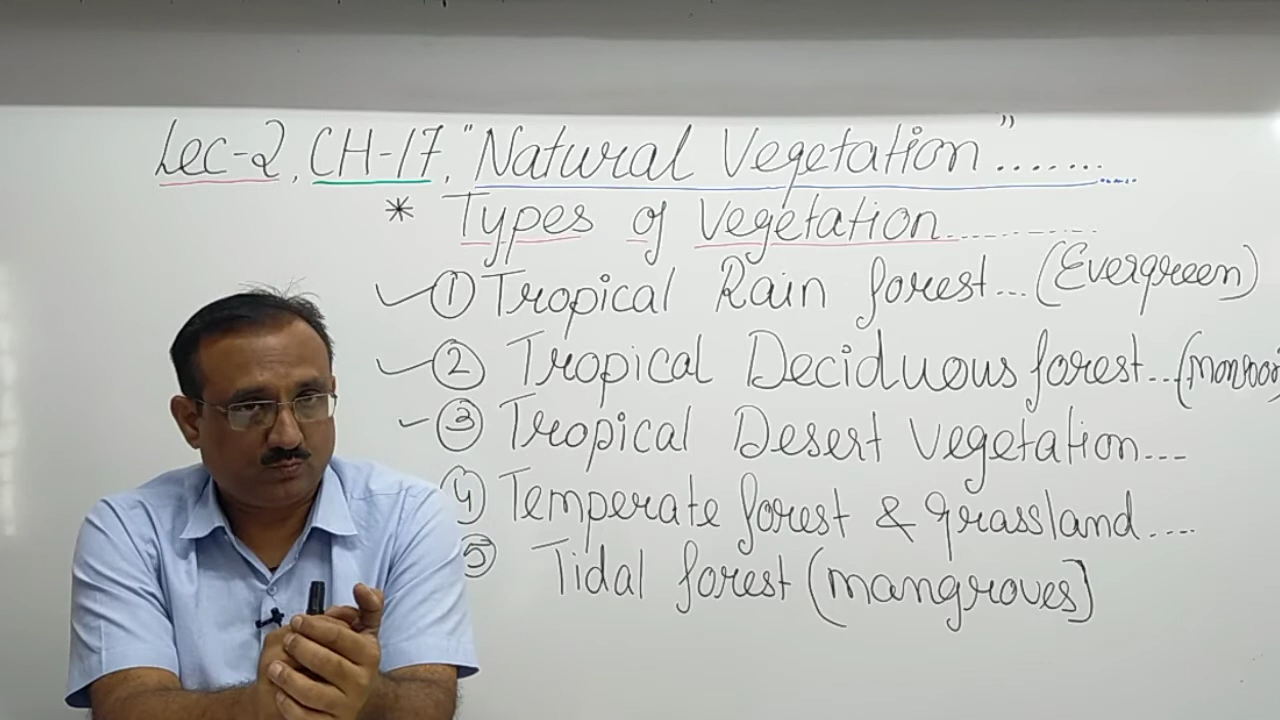 Lec-2, CH-17, "Natural Vegetation".......
* Types of Vegetation..........
① Tropical Rain forest... (Evergreen)
② Tropical Deciduous forest... (monsoon
③ Tropical Desert Vegetation...
④ Temperate forest & grassland....
⑤ Tidal forest (mangroves]